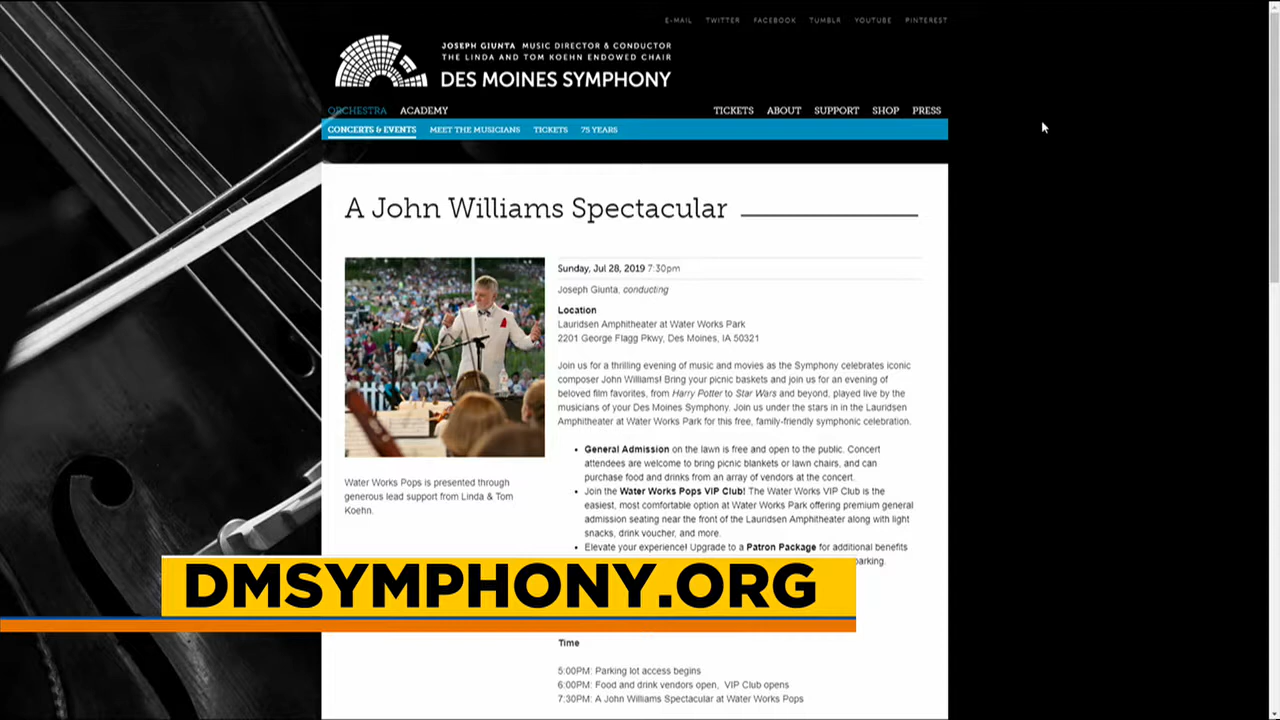 E-MAIL TWITTER FACEBOOK TUMBLR YOUTUBE PINTEREST
JOSEPH GIUNTA MUSIC DIRECTOR & CONDUCTOR
THE LINDA AND TOM KOEHN ENDOWED CHAIR
DES MOINES SYMPHONY
ORCHESTRA ACADEMY TICKETS ABOUT SUPPORT SHOP PRESS
CONCERTS & EVENTS MEET THE MUSICIANS TICKETS 75 YEARS
A John Williams Spectacular
Sunday, Jul 28, 2019 7:30pm
Joseph Giunta, conducting
Location
Lauridsen Amphitheater at Water Works Park
2201 George Flagg Pkwy, Des Moines, IA 50321
Join us for a thrilling evening of music and movies as the Symphony celebrates iconic
composer John Williams! Bring your picnic baskets and join us for an evening of
beloved film favorites, from Harry Potter to Star Wars and beyond, played live by the
musicians of your Des Moines Symphony. Join us under the stars in in the Lauridsen
Amphitheater at Water Works Park for this free, family-friendly symphonic celebration.
• General Admission on the lawn is free and open to the public. Concert
attendees are welcome to bring picnic blankets or lawn chairs, and can
purchase food and drinks from an array of vendors at the concert.
• Join the Water Works Pops VIP Club! The Water Works VIP Club is the
easiest, most comfortable option at Water Works Park offering premium general
admission seating near the front of the Lauridsen Amphitheater along with light
snacks, drink voucher, and more.
• Elevate your experience! Upgrade to a Patron Package for additional benefits
parking.
Water Works Pops is presented through
generous lead support from Linda & Tom
Koehn.
DMSYMPHONY.ORG
Time
5:00PM: Parking lot access begins
6:00PM: Food and drink vendors open, VIP Club opens
7:30PM: A John Williams Spectacular at Water Works Pops